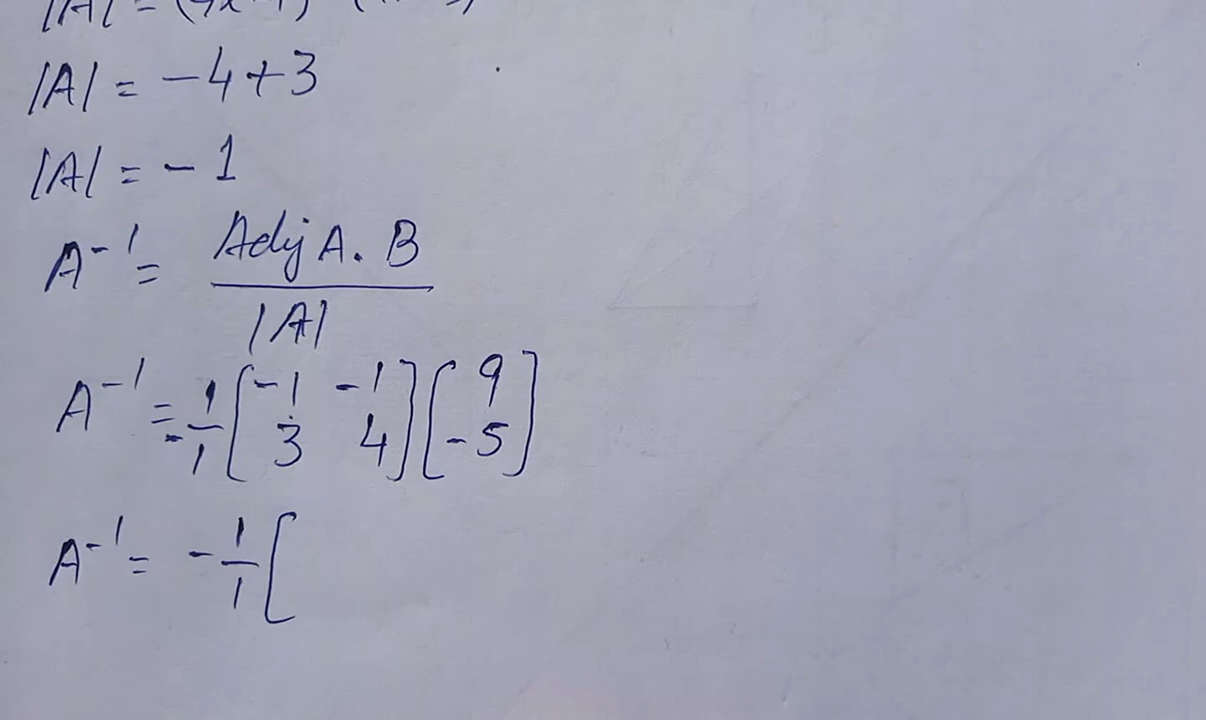 |A| = -4+3
|A| = -1
A⁻¹ = Adj A. B / |A|
A⁻¹ = -1/1 [-1 -1 3 4] [9 -5]
A⁻¹ = -1/1 [